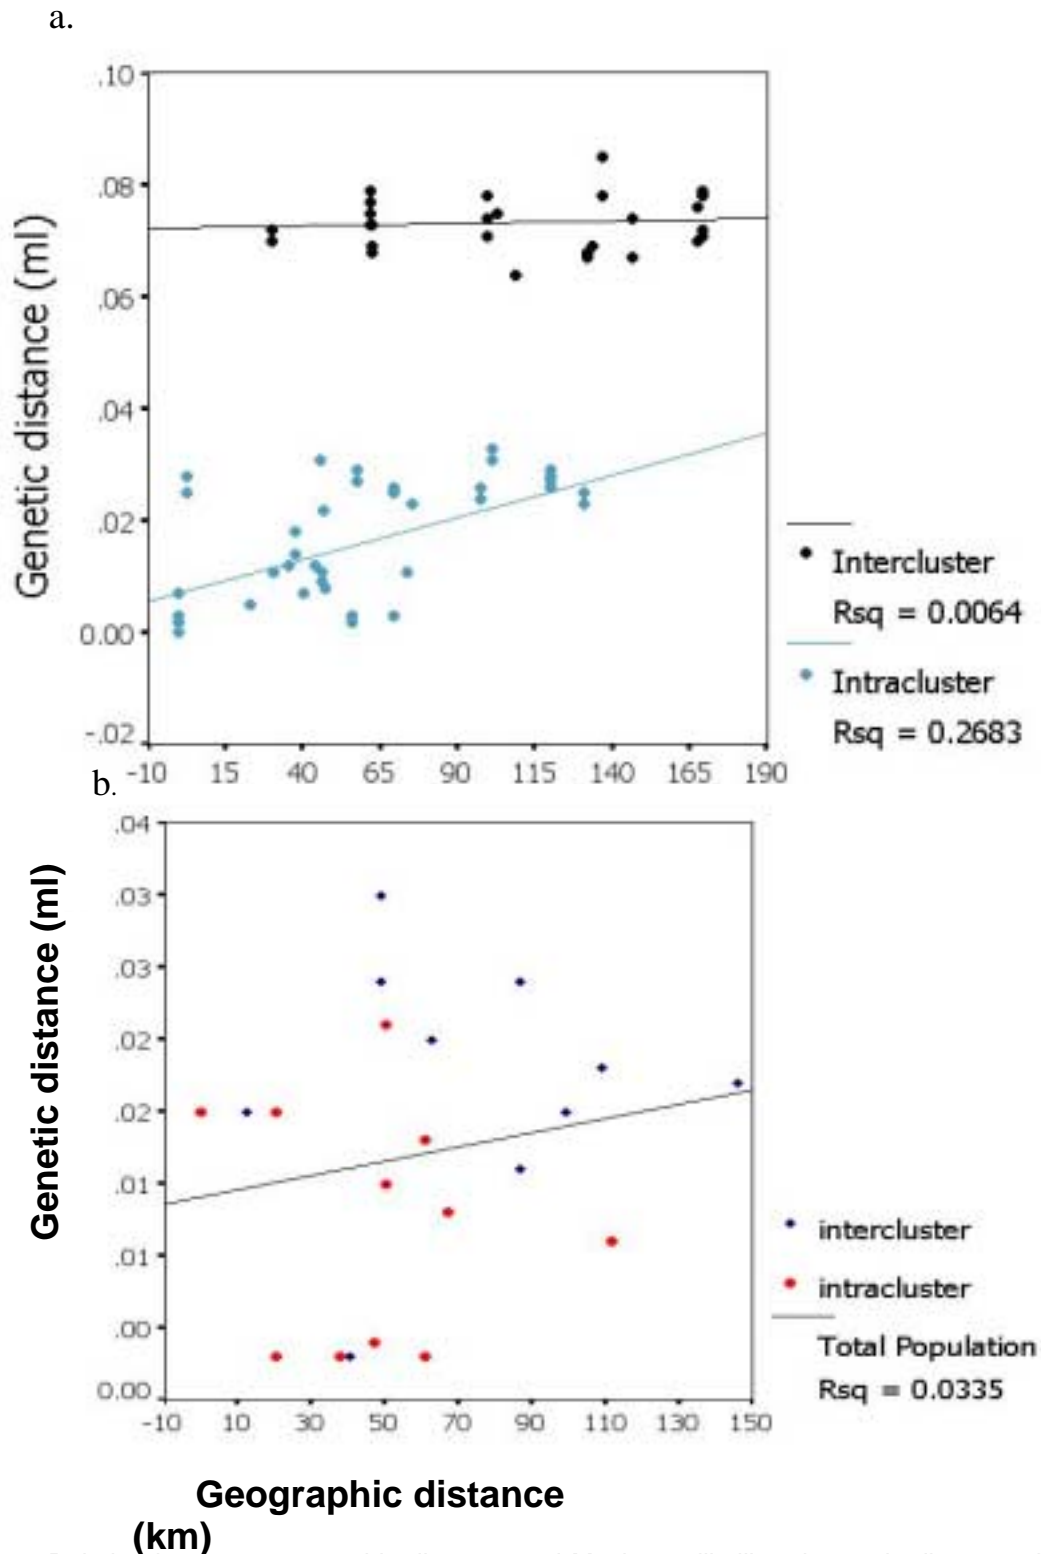 a.
.10
.08
.06
.04
.02
0.00
-.02
Genetic distance (ml)
-10 15 40 65 90 115 140 165 190
Intercluster
Rsq = 0.0064
Intracluster
Rsq = 0.2683
b.
.04
.03
.03
.02
.02
.01
.01
.00
0.00
Genetic distance (ml)
-10 10 30 50 70 90 110 130 150
intercluster
intracluster
Total Population
Rsq = 0.0335
Geographic distance
(km)